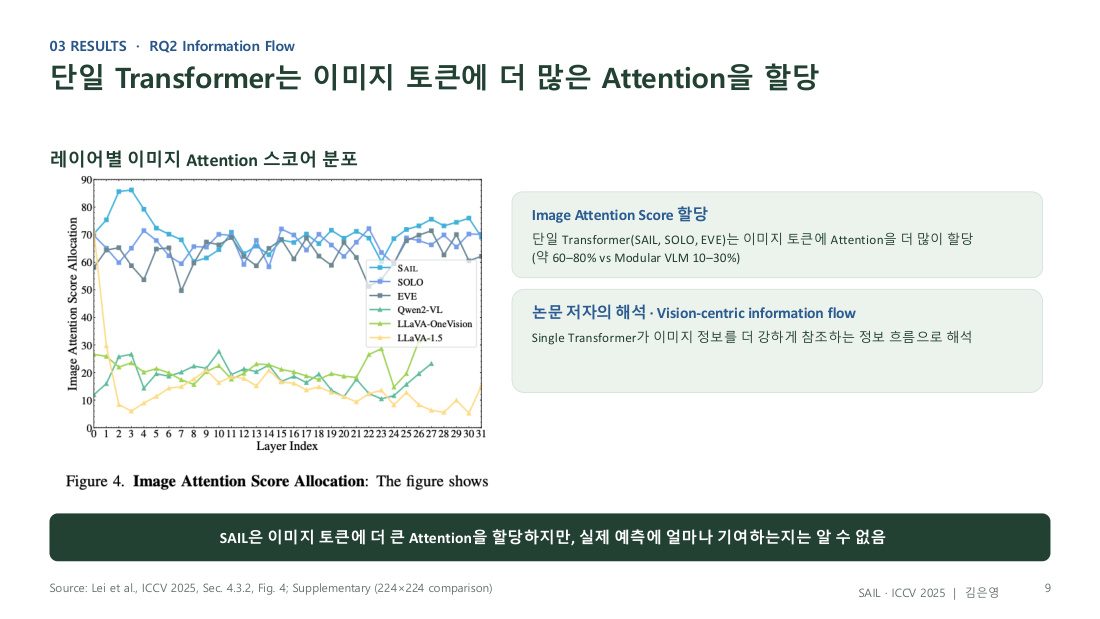 03 RESULTS · RQ2 Information Flow
단일 Transformer는 이미지 토큰에 더 많은 Attention을 할당
레이어별 이미지 Attention 스코어 분포
Image Attention Score Allocation
90
80
70
60
50
40
30
20
10
0
SAIL
SOLO
EVE
Qwen2-VL
LLaVA-OneVision
LLaVA-1.5
0 1 2 3 4 5 6 7 8 9 10 11 12 13 14 15 16 17 18 19 20 21 22 23 24 25 26 27 28 29 30 31
Layer Index
Figure 4. Image Attention Score Allocation: The figure shows
Image Attention Score 할당
단일 Transformer(SAIL, SOLO, EVE)는 이미지 토큰에 Attention을 더 많이 할당
(약 60–80% vs Modular VLM 10–30%)
논문 저자의 해석 · Vision-centric information flow
Single Transformer가 이미지 정보를 더 강하게 참조하는 정보 흐름으로 해석
SAIL은 이미지 토큰에 더 큰 Attention을 할당하지만, 실제 예측에 얼마나 기여하는지는 알 수 없음
Source: Lei et al., ICCV 2025, Sec. 4.3.2, Fig. 4; Supplementary (224×224 comparison)
SAIL · ICCV 2025 | 김은영
9